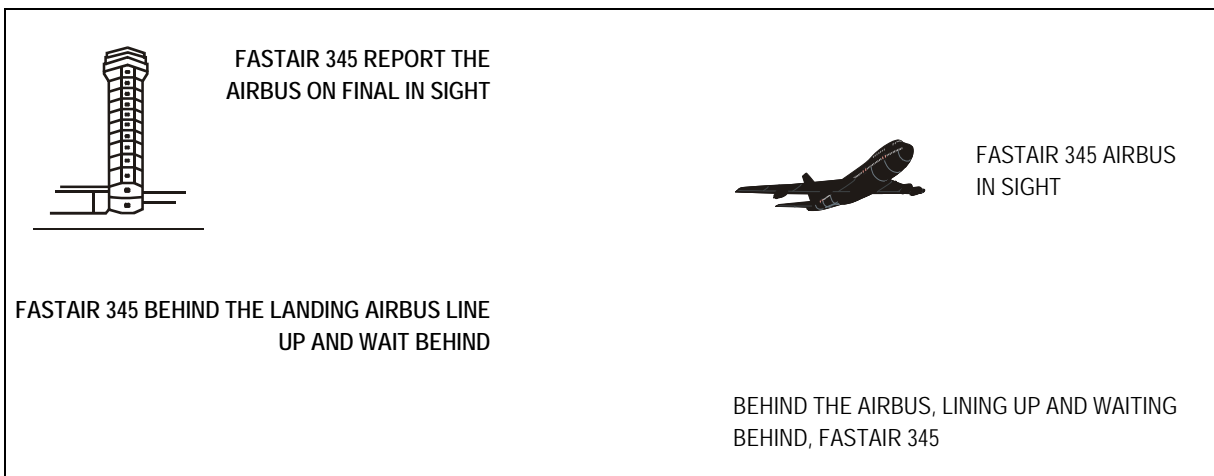 FASTAIR 345 REPORT THE
AIRBUS ON FINAL IN SIGHT
FASTAIR 345 AIRBUS
IN SIGHT
FASTAIR 345 BEHIND THE LANDING AIRBUS LINE
UP AND WAIT BEHIND
BEHIND THE AIRBUS, LINING UP AND WAITING
BEHIND, FASTAIR 345